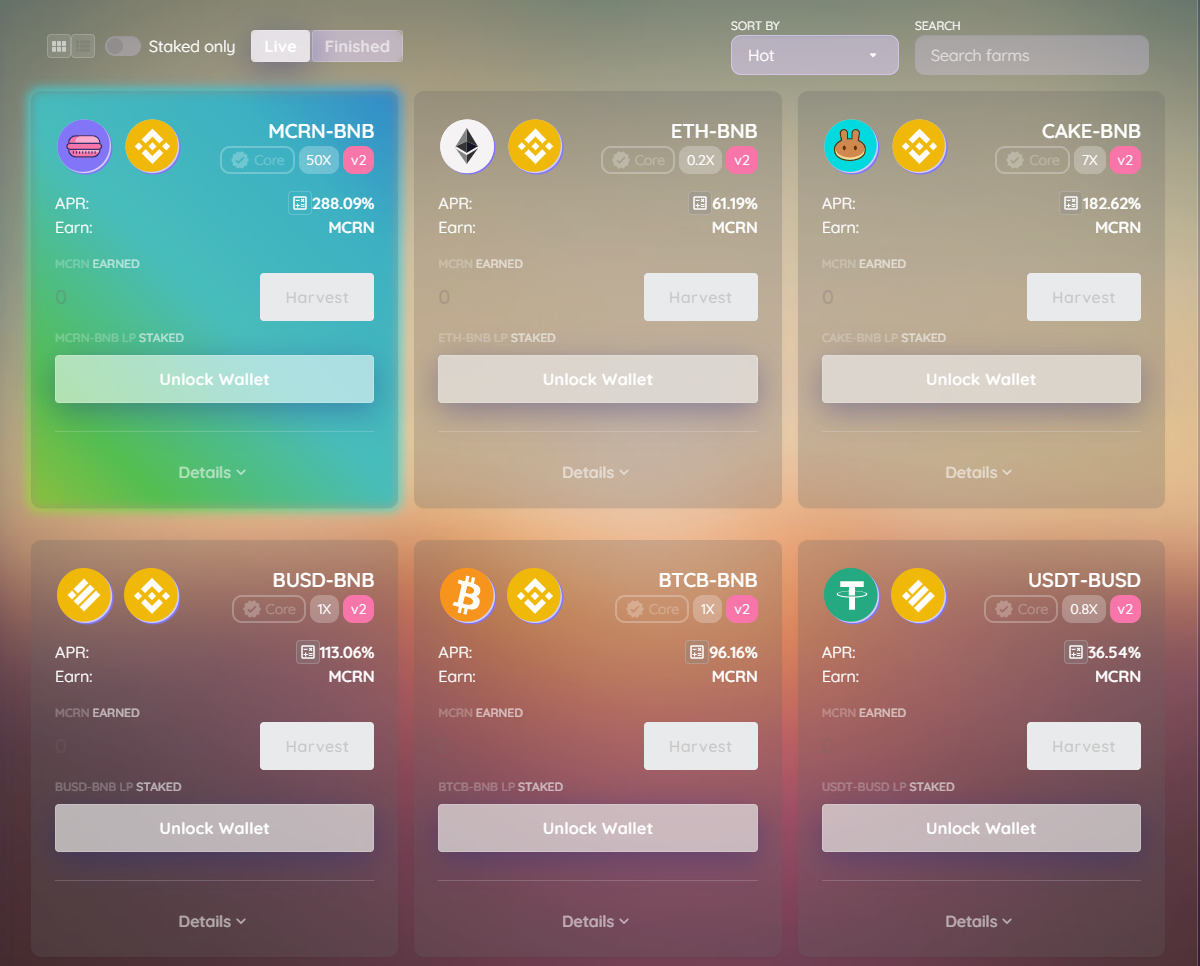 SORT BY
SEARCH
Staked only
Live
Finished
Hot
Search farms
MCRN-BNB
Core 50X v2
APR: 288.09%
Earn: MCRN
MCRN EARNED
0
Harvest
MCRN-BNB LP STAKED
Unlock Wallet
Details
ETH-BNB
Core 0.2X v2
APR: 61.19%
Earn: MCRN
MCRN EARNED
0
Harvest
ETH-BNB LP STAKED
Unlock Wallet
Details
CAKE-BNB
Core 7X v2
APR: 182.62%
Earn: MCRN
MCRN EARNED
0
Harvest
CAKE-BNB LP STAKED
Unlock Wallet
Details
BUSD-BNB
Core 1X v2
APR: 113.06%
Earn: MCRN
MCRN EARNED
0
Harvest
BUSD-BNB LP STAKED
Unlock Wallet
Details
BTCB-BNB
Core 1X v2
APR: 96.16%
Earn: MCRN
MCRN EARNED
Harvest
BTCB-BNB LP STAKED
Unlock Wallet
Details
USDT-BUSD
Core 0.8X v2
APR: 36.54%
Earn: MCRN
MCRN EARNED
Harvest
USDT-BUSD LP STAKED
Unlock Wallet
Details